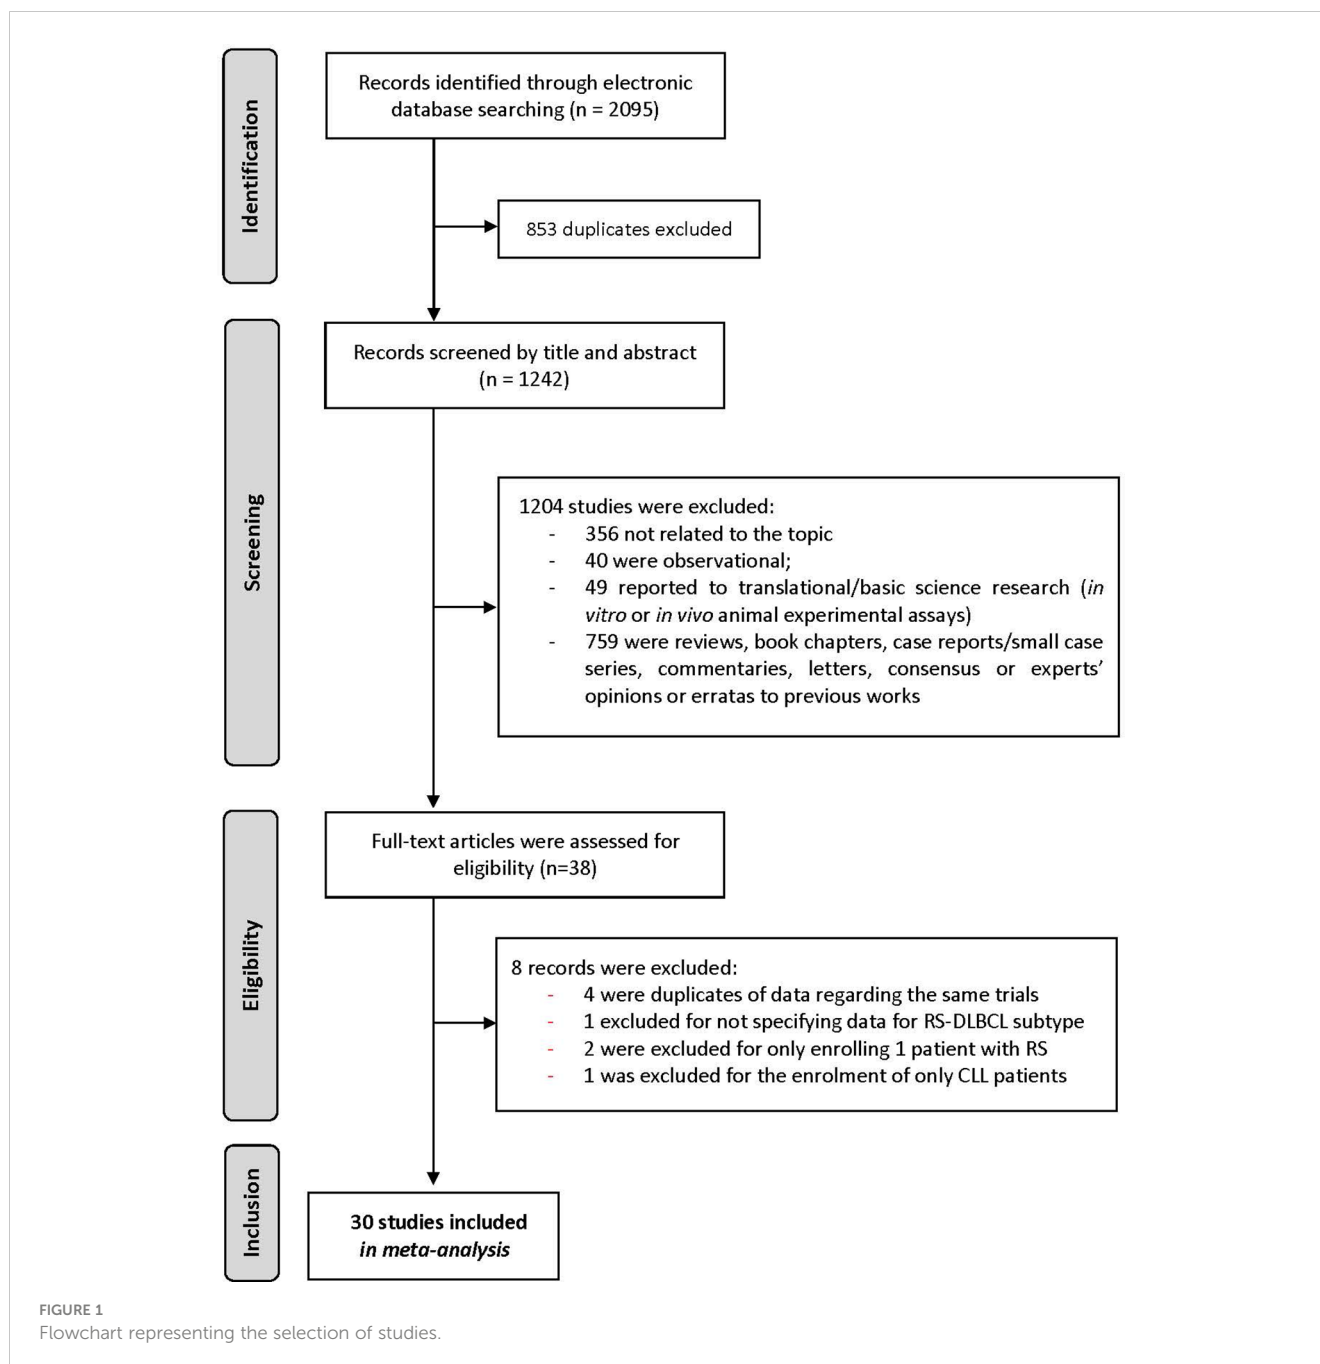 Identification
Records identified through electronic
database searching (n = 2095)
853 duplicates excluded
Screening
Records screened by title and abstract
(n = 1242)
1204 studies were excluded:
- 356 not related to the topic
- 40 were observational;
- 49 reported to translational/basic science research (in
vitro or in vivo animal experimental assays)
- 759 were reviews, book chapters, case reports/small case
series, commentaries, letters, consensus or experts’
opinions or erratas to previous works
Eligibility
Full-text articles were assessed for
eligibility (n=38)
8 records were excluded:
- 4 were duplicates of data regarding the same trials
- 1 excluded for not specifying data for RS-DLBCL subtype
- 2 were excluded for only enrolling 1 patient with RS
- 1 was excluded for the enrolment of only CLL patients
Inclusion
30 studies included
in meta-analysis
FIGURE 1
Flowchart representing the selection of studies.